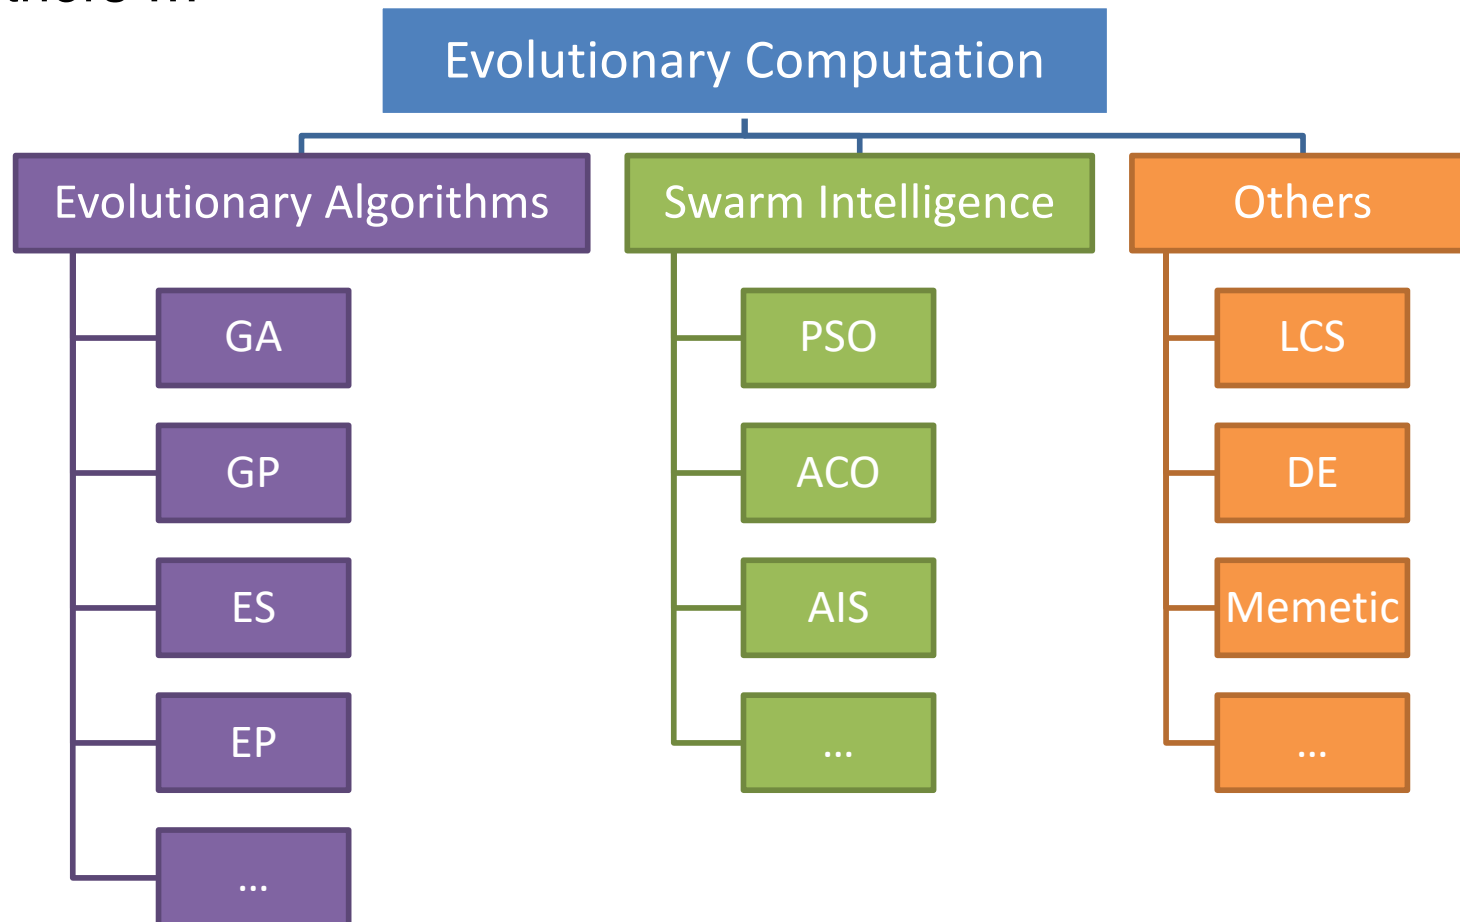 Evolutionary Computation
Evolutionary Algorithms
GA
GP
ES
EP
...
Swarm Intelligence
PSO
ACO
AIS
...
Others
LCS
DE
Memetic
...